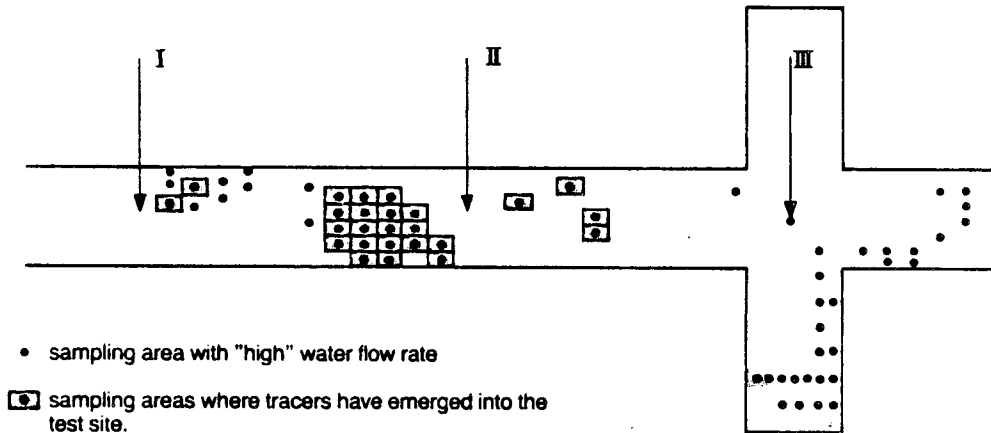 I
II
III
sampling area with "high" water flow rate
sampling areas where tracers have emerged into the
test site.